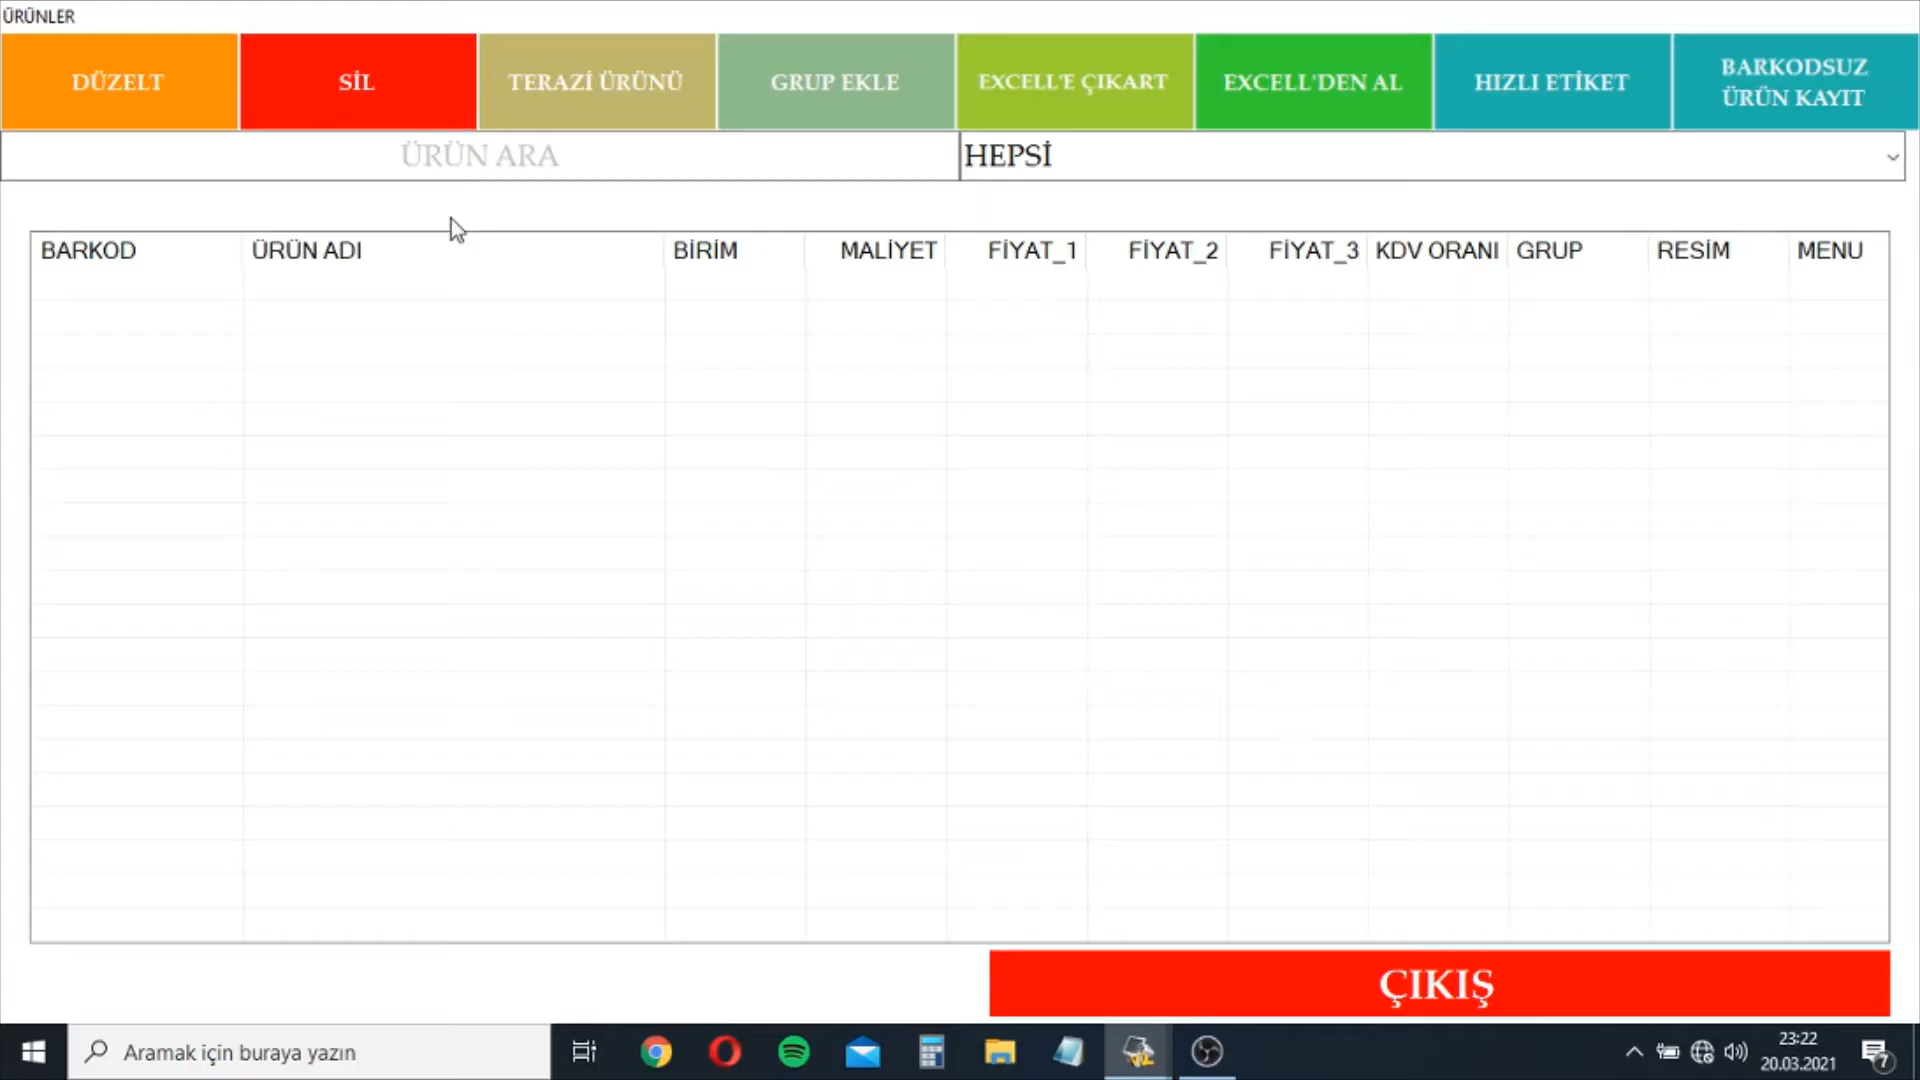 ÜRÜNLER
DÜZELT
SİL
TERAZİ ÜRÜNÜ
GRUP EKLE
EXCELL'E ÇIKART
EXCELL'DEN AL
HIZLI ETİKET
BARKODSUZ
ÜRÜN KAYIT
ÜRÜN ARA
HEPSİ
BARKOD
ÜRÜN ADI
BİRİM
MALİYET
FİYAT_1
FİYAT_2
FİYAT_3
KDV ORANI
GRUP
RESİM
MENU
ÇIKIŞ
Aramak için buraya yazın
23:22
20.03.2021
7